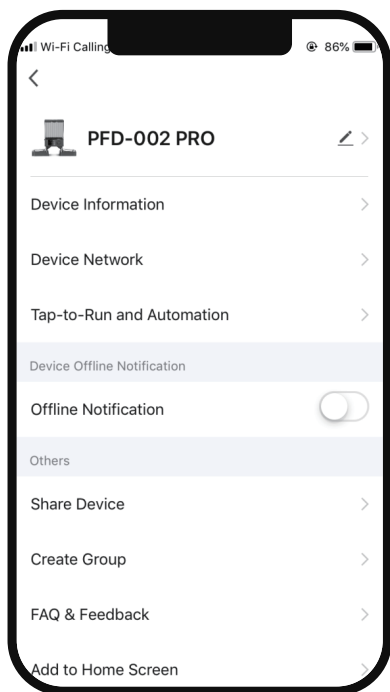 Wi-Fi Calling 86%
PFD-002 PRO
Device Information
Device Network
Tap-to-Run and Automation
Device Offline Notification
Offline Notification
Others
Share Device
Create Group
FAQ & Feedback
Add to Home Screen